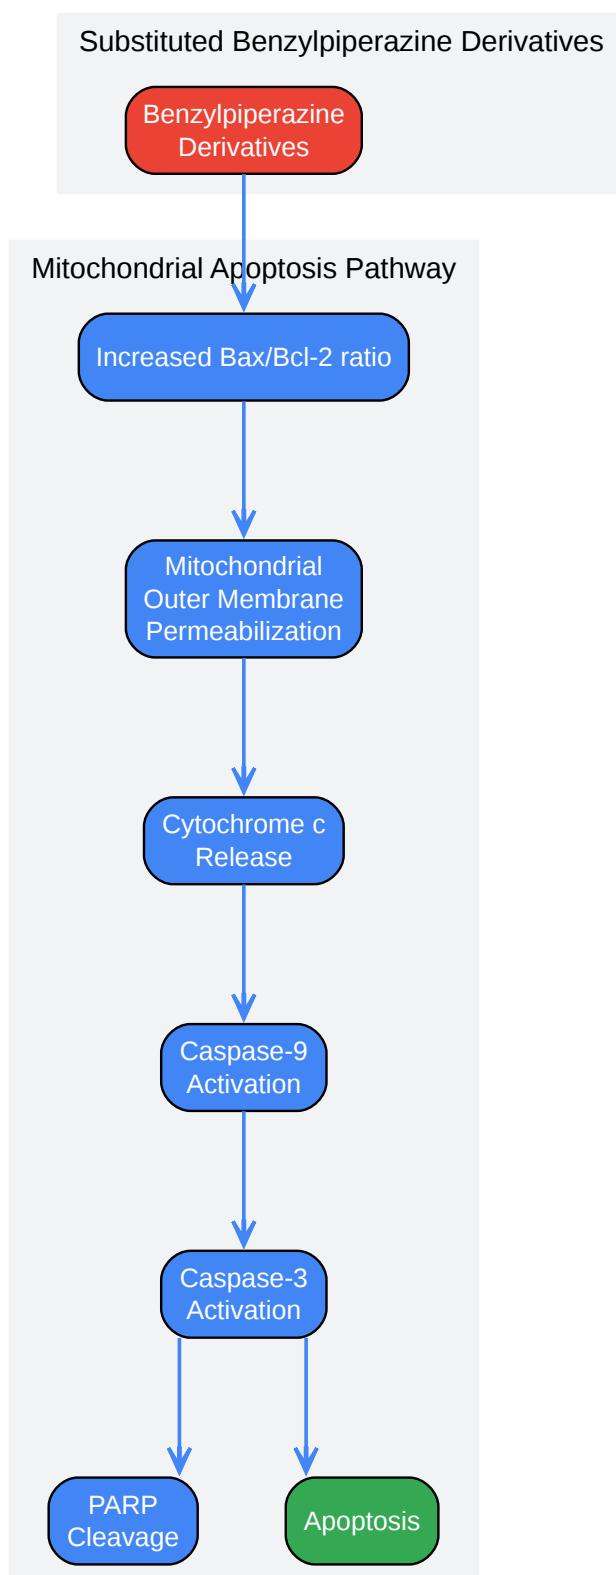 Substituted Benzylpiperazine Derivatives
Benzylpiperazine
Derivatives
Mitochondrial Apoptosis Pathway
Increased Bax/Bcl-2 ratio
Mitochondrial
Outer Membrane
Permeabilization
Cytochrome c
Release
Caspase-9
Activation
Caspase-3
Activation
PARP
Cleavage
Apoptosis